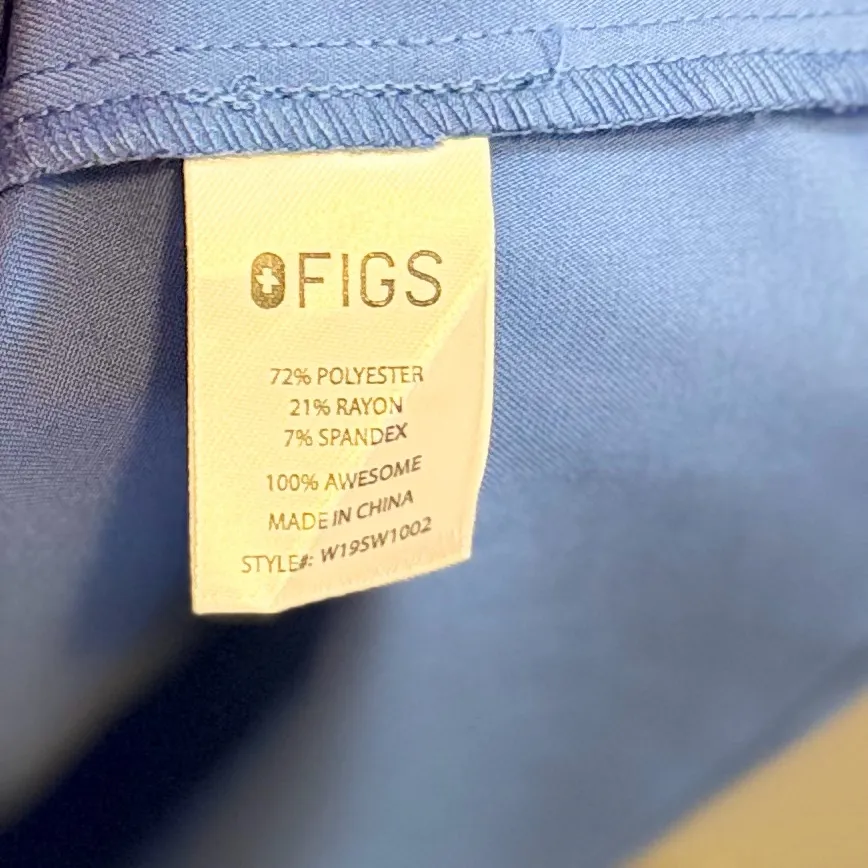 FIGS
72% POLYESTER
21% RAYON
7% SPANDEX
100% AWESOME
MADE IN CHINA
STYLE#: W19SW1002